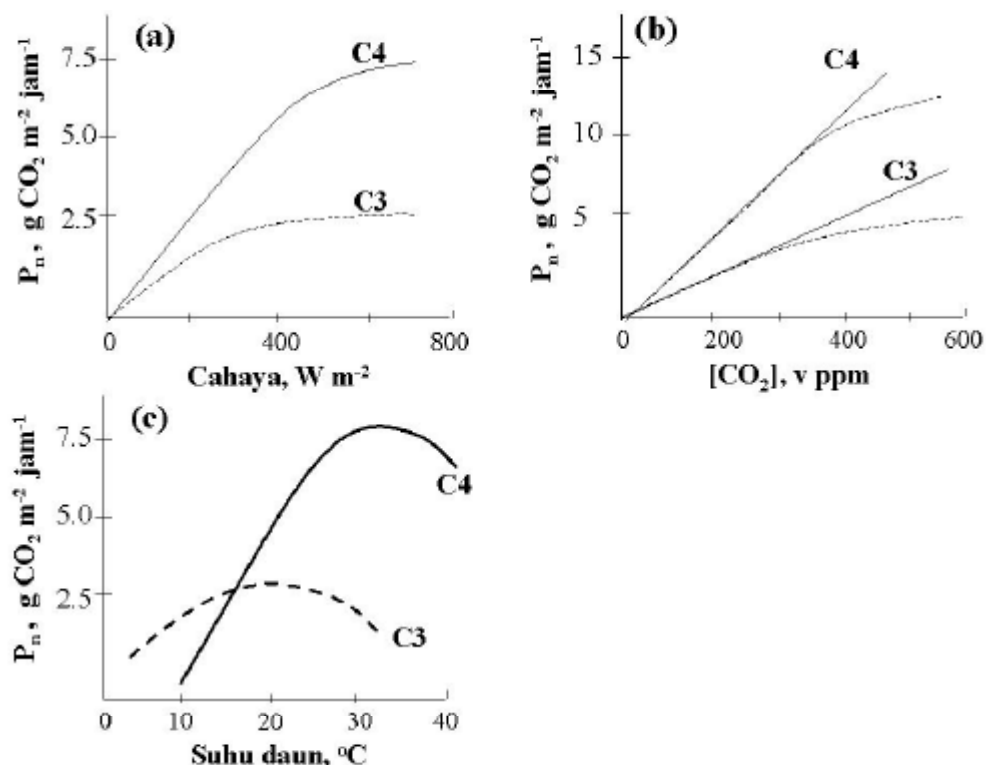 (a)
C4
C3
7.5
5.0
2.5
Pn , g CO2 m-2 jam-1
0 400 800
Cahaya, W m-2
(b)
C4
C3
15
10
5
Pn , g CO2 m-2 jam-1
0 200 400 600
[CO2], v ppm
(c)
C4
C3
7.5
5.0
2.5
Pn , g CO2 m-2 jam-1
0 10 20 30 40
Suhu daun, oC